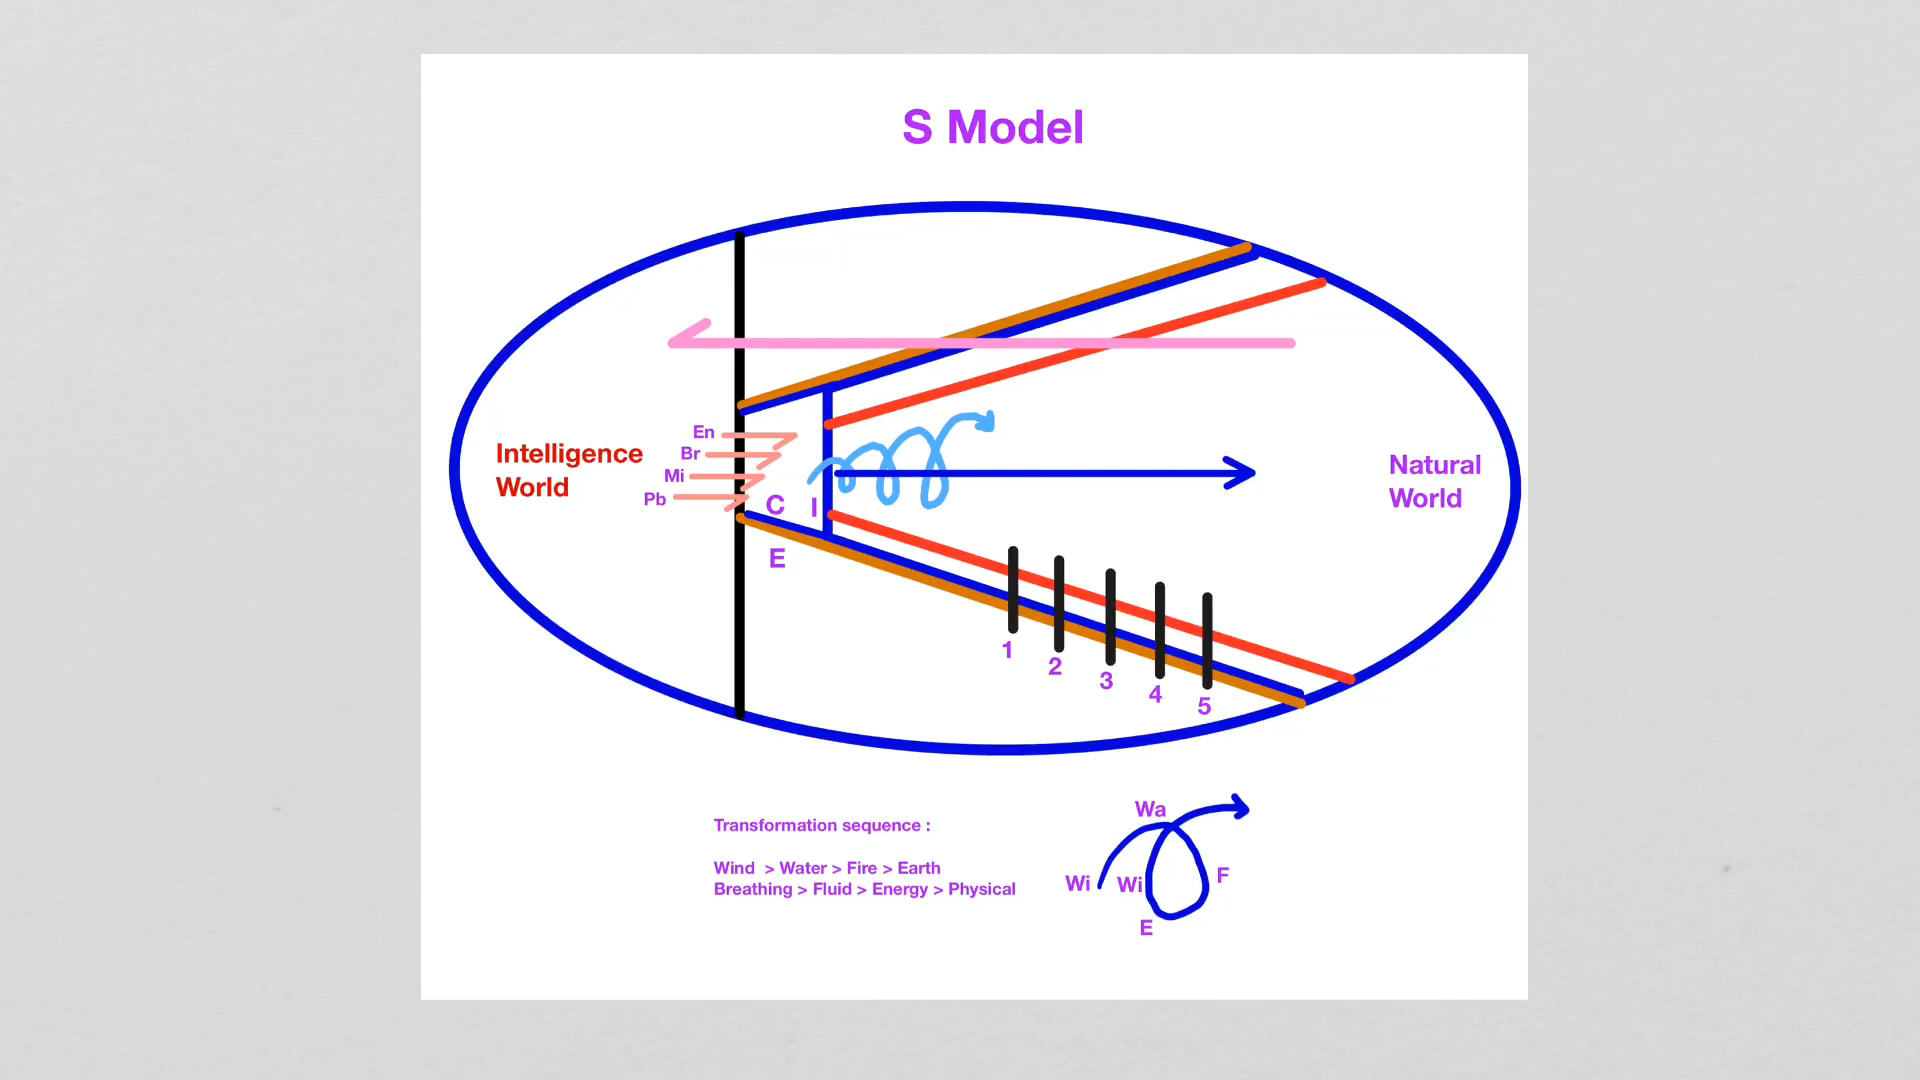 S Model
En
Br
Mi
Pb
Intelligence
World
C I
E
Natural
World
1
2
3
4
5
Transformation sequence :
Wind > Water > Fire > Earth
Breathing > Fluid > Energy > Physical
Wa
Wi Wi F
E